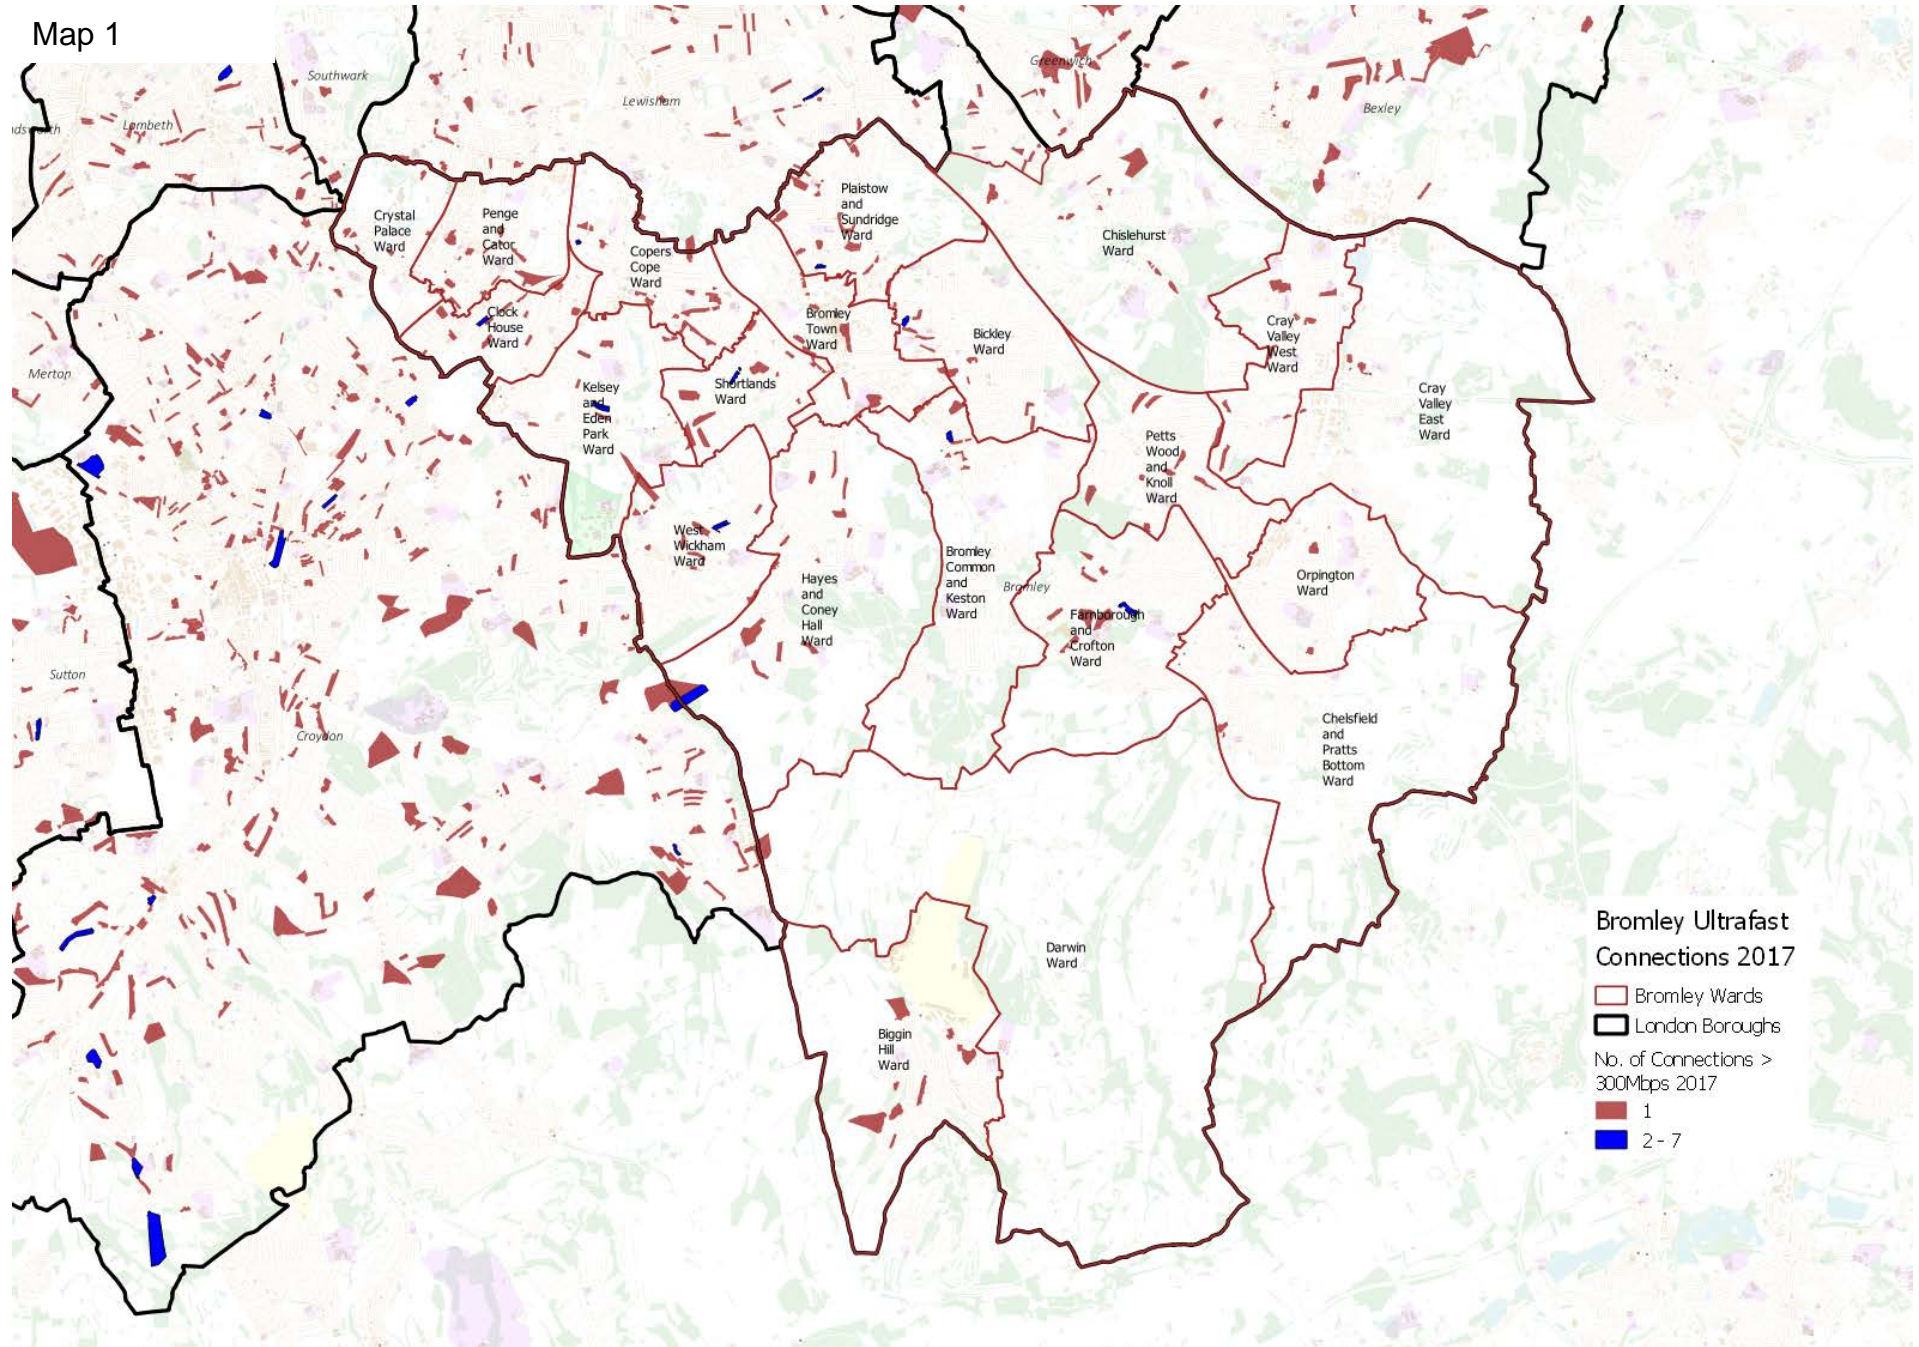 Map 1
Southwark
Greenwich
Lewisham
Bexley
Lambeth
Crystal
Palace
Ward
Penge
and
Cator
Ward
Copers
Cope
Ward
Plaistow
and
Sundridge
Ward
Chislehurst
Ward
Clock
House
Ward
Bromley
Town
Ward
Bickley
Ward
Cray
Valley
West
Ward
Merton
Kelsey
and
Eden
Park
Ward
Shortlands
Ward
Cray
Valley
East
Ward
Petts
Wood
and
Knoll
Ward
West
Wickham
Ward
Hayes
and
Coney
Hall
Ward
Bromley
Common
and
Keston
Ward
Bromley
Farnborough
and
Crofton
Ward
Orpington
Ward
Sutton
Croydon
Chelsfield
and
Pratts
Bottom
Ward
Darwin
Ward
Biggin
Hill
Ward
Bromley Ultrafast
Connections 2017
Bromley Wards
London Boroughs
No. of Connections >
300Mbps 2017
1
2 - 7